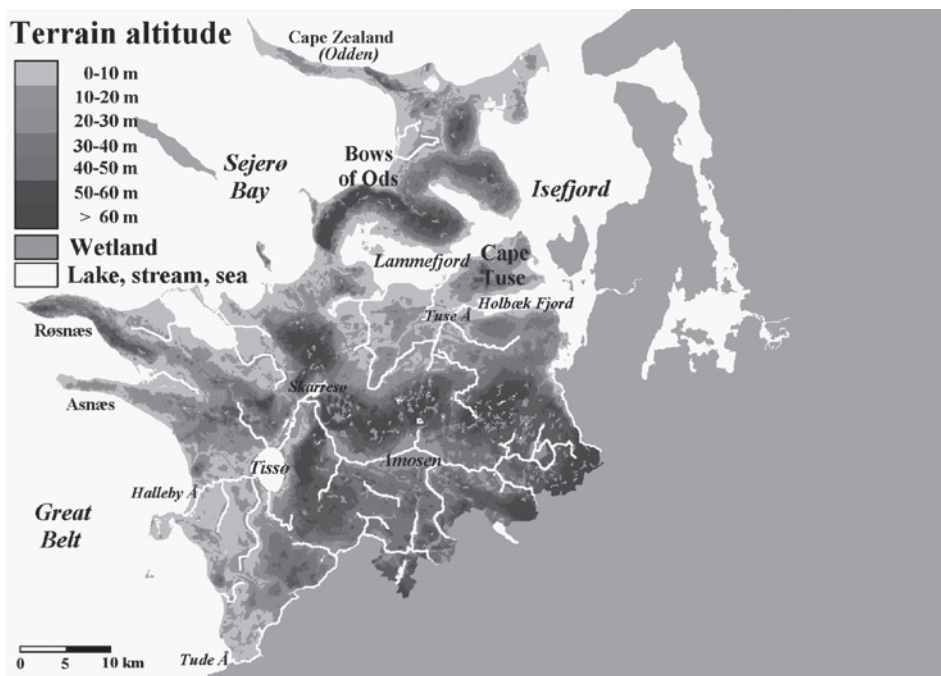 Terrain altitude
0-10 m
10-20 m
20-30 m
30-40 m
40-50 m
50-60 m
> 60 m
Wetland
Lake, stream, sea
Cape Zealand
(Odden)
Sejerø
Bay
Bows
of Ods
Isefjord
Lammefjord
Cape
Tuse
Holbæk Fjord
Tuse Å
Røsnæs
Skarresø
Asnæs
Tissø
Åmosen
Halleby Å
Great
Belt
Tude Å
0 5 10 km